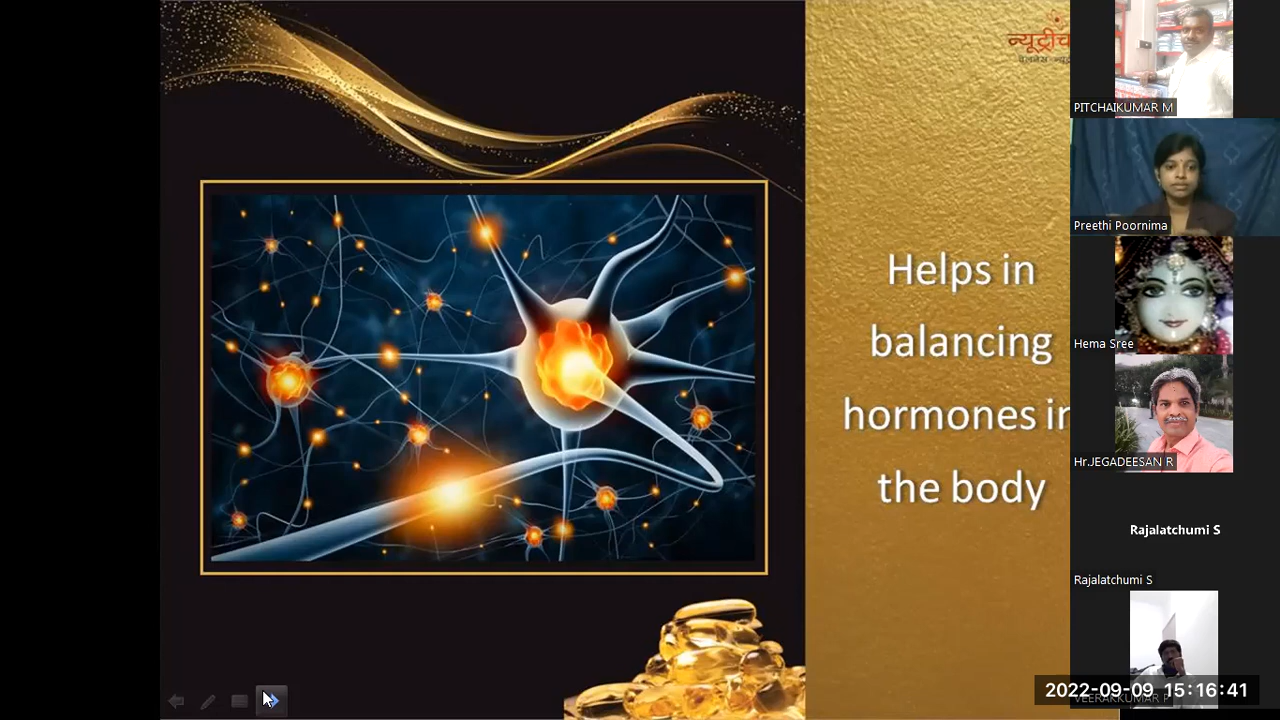 न्यूट्रीच
Helps in
balancing
hormones in
the body
PITCHAIKUMAR M
Preethi Poornima
Hema Sree
Hr.JEGADEESAN R
Rajalatchumi S
Rajalatchumi S
2022-09-09 15:16:41
VEERAKKUMAR P